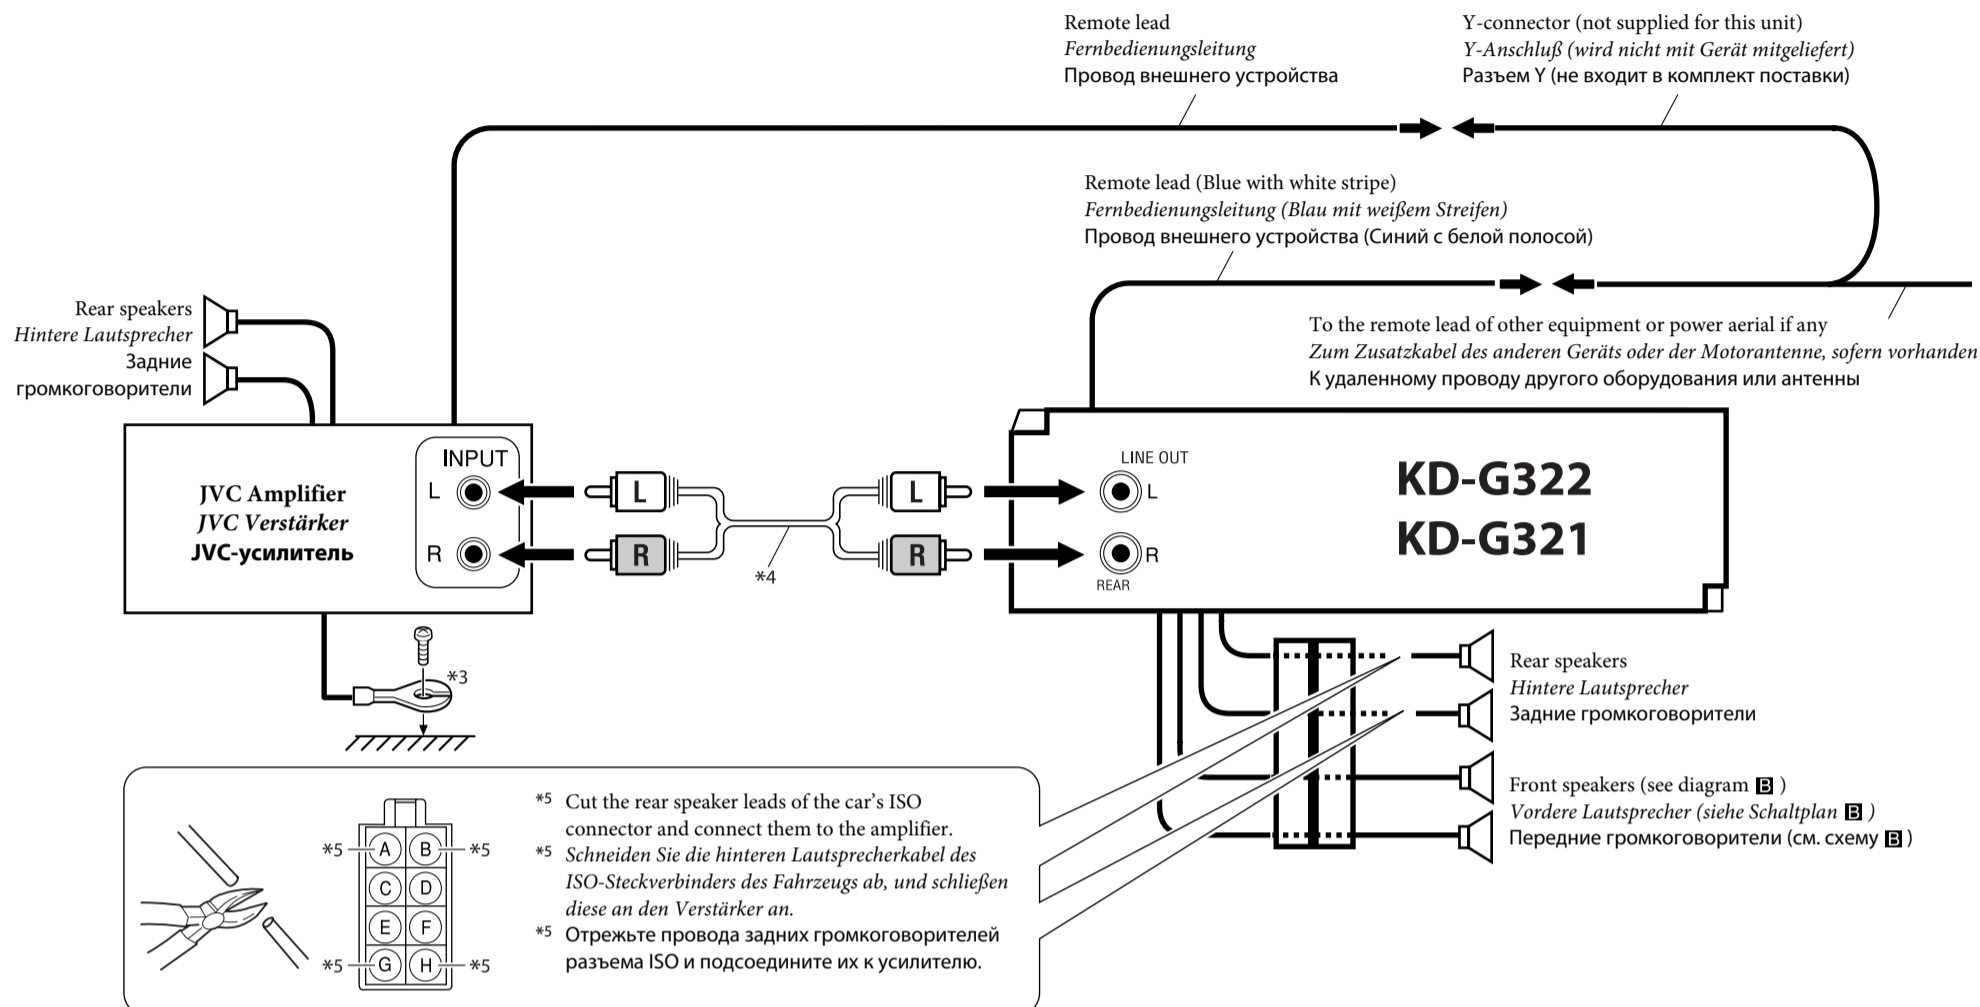 Remote lead
Fernbedienungsleitung
Провод внешнего устройства
Y-connector (not supplied for this unit)
Y-Anschluß (wird nicht mit Gerät mitgeliefert)
Разъем Y (не входит в комплект поставки)
Remote lead (Blue with white stripe)
Fernbedienungsleitung (Blau mit weißem Streifen)
Провод внешнего устройства (Синий с белой полосой)
Rear speakers
Hintere Lautsprecher
Задние
громкоговорители
To the remote lead of other equipment or power aerial if any
Zum Zusatzkabel des anderen Geräts oder der Motorantenne, sofern vorhanden
К удаленному проводу другого оборудования или антенны
JVC Amplifier
JVC Verstärker
JVC-усилитель
INPUT
L
R
L
R
*4
L
R
LINE OUT
L
R
REAR
KD-G322
KD-G321
*3
Rear speakers
Hintere Lautsprecher
Задние громкоговорители
Front speakers (see diagram B )
Vordere Lautsprecher (siehe Schaltplan B )
Передние громкоговорители (см. схему B )
*5 A B *5
C D
E F
*5 G H *5
*5 Cut the rear speaker leads of the car’s ISO
connector and connect them to the amplifier.
*5 Schneiden Sie die hinteren Lautsprecherkabel des
ISO-Steckverbinders des Fahrzeugs ab, und schließen
diese an den Verstärker an.
*5 Отрежьте провода задних громкоговорителей
разъема ISO и подсоедините их к усилителю.